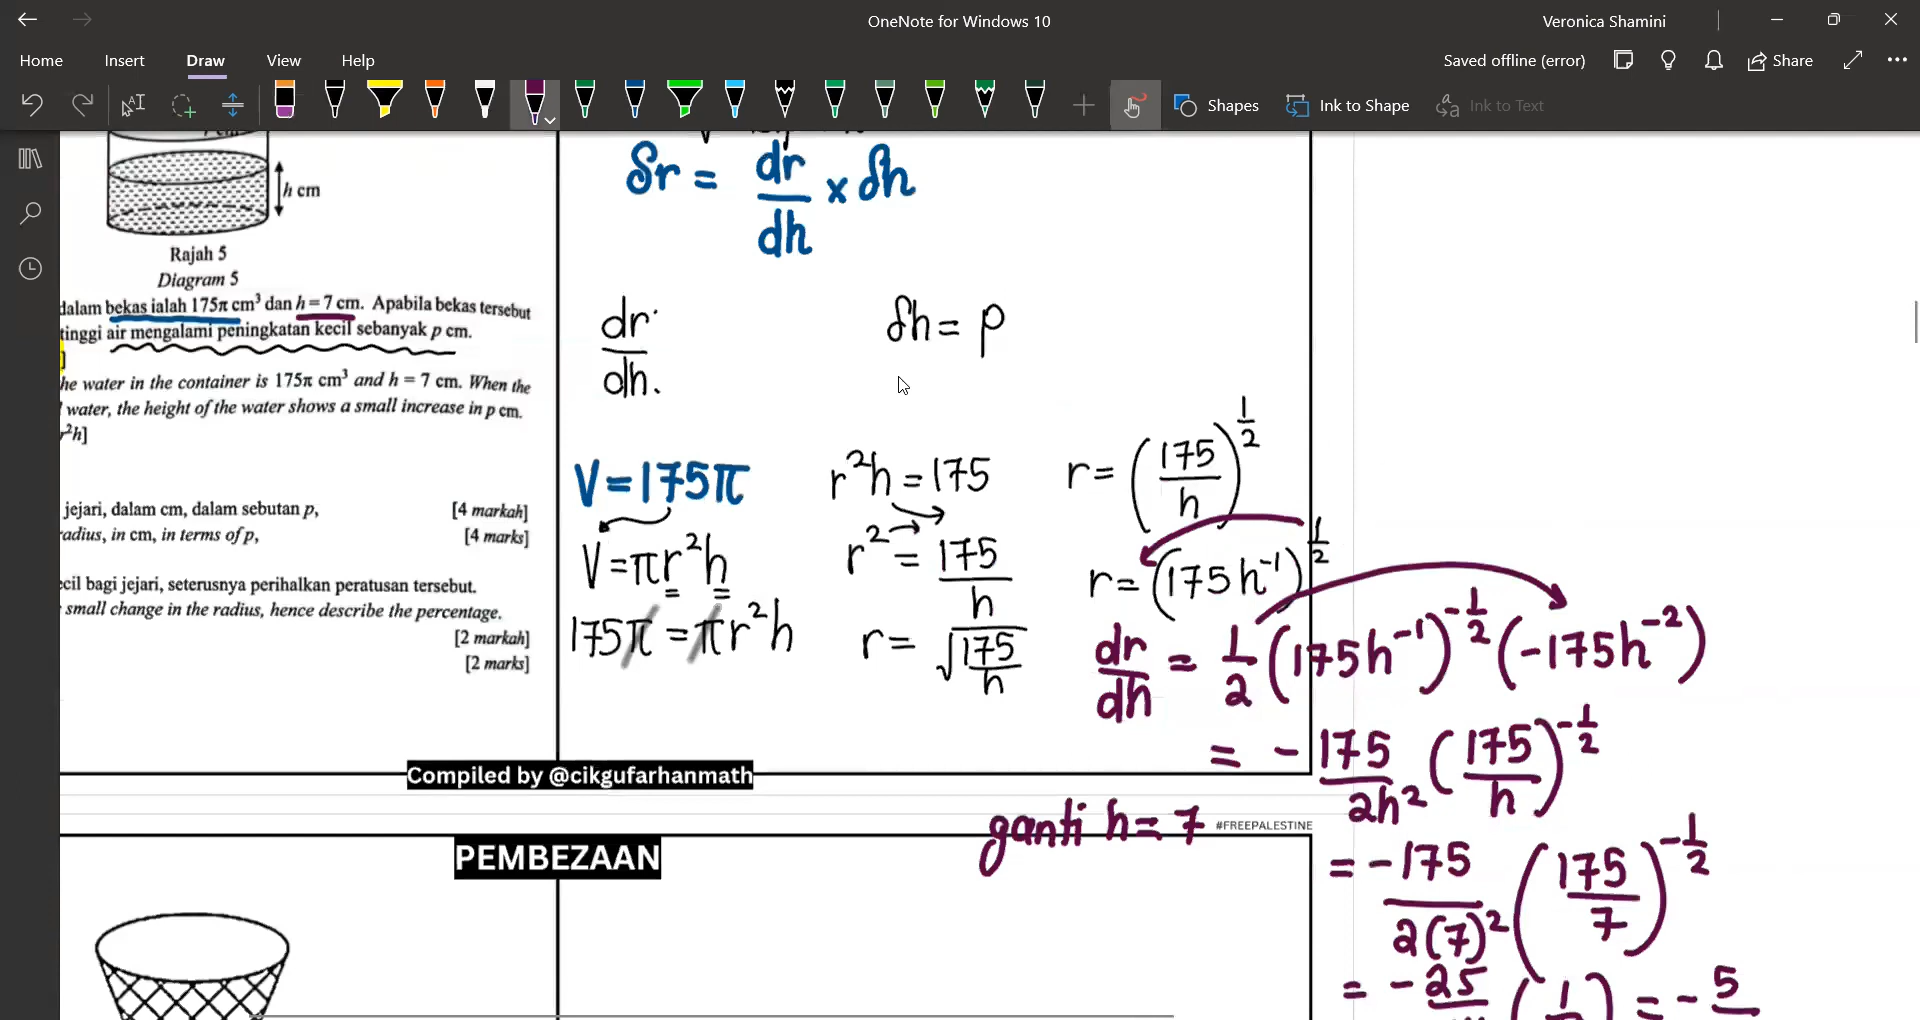 OneNote for Windows 10
Veronica Shamini
Home Insert Draw View Help
Saved offline (error)
Share
Shapes
Ink to Shape
Ink to Text
h cm
Rajah 5
Diagram 5
dalam bekas ialah 175π cm³ dan h = 7 cm. Apabila bekas tersebut
tinggi air mengalami peningkatan kecil sebanyak p cm.
]
he water in the container is 175π cm³ and h = 7 cm. When the
water, the height of the water shows a small increase in p cm.
r²h]
jejari, dalam cm, dalam sebutan p, [4 markah]
adius, in cm, in terms of p, [4 marks]
ecil bagi jejari, seterusnya perihalkan peratusan tersebut.
small change in the radius, hence describe the percentage.
[2 markah]
[2 marks]
δr = dr/dh × δh
dr/dh.
δh = p
V = 175π
V = πr²h
175π = πr²h
r²h = 175
r² = 175/h
r = √(175/h)
r = (175/h)^1/2
r = (175h⁻¹)^1/2
dr/dh = 1/2 (175h⁻¹)^-1/2 (-175h⁻²)
= -175/2h² (175/h)^-1/2
Compiled by @cikgufarhanmath
ganti h = 7
#FREEPALESTINE
= -175/2(7)² (175/7)^-1/2
PEMBEZAAN